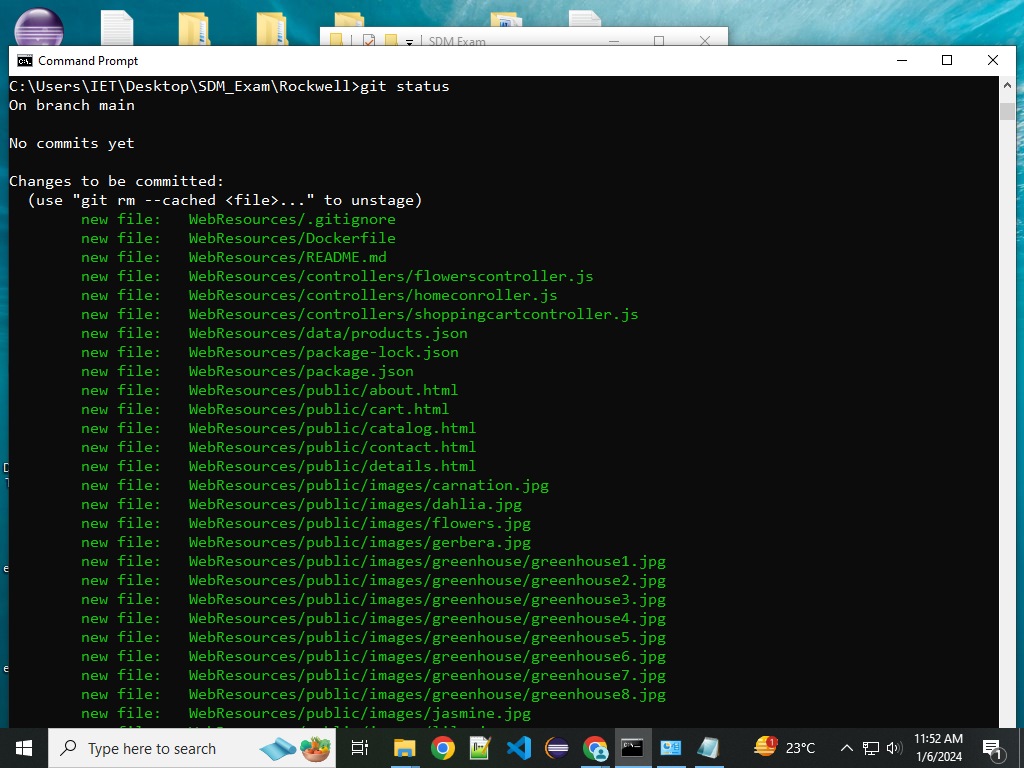 SDM Exam
Command Prompt
C:\Users\IET\Desktop\SDM_Exam\Rockwell>git status
On branch main
No commits yet
Changes to be committed:
(use "git rm --cached <file>..." to unstage)
new file: WebResources/.gitignore
new file: WebResources/Dockerfile
new file: WebResources/README.md
new file: WebResources/controllers/flowerscontroller.js
new file: WebResources/controllers/homeconroller.js
new file: WebResources/controllers/shoppingcartcontroller.js
new file: WebResources/data/products.json
new file: WebResources/package-lock.json
new file: WebResources/package.json
new file: WebResources/public/about.html
new file: WebResources/public/cart.html
new file: WebResources/public/catalog.html
new file: WebResources/public/contact.html
new file: WebResources/public/details.html
new file: WebResources/public/images/carnation.jpg
new file: WebResources/public/images/dahlia.jpg
new file: WebResources/public/images/flowers.jpg
new file: WebResources/public/images/gerbera.jpg
new file: WebResources/public/images/greenhouse/greenhouse1.jpg
new file: WebResources/public/images/greenhouse/greenhouse2.jpg
new file: WebResources/public/images/greenhouse/greenhouse3.jpg
new file: WebResources/public/images/greenhouse/greenhouse4.jpg
new file: WebResources/public/images/greenhouse/greenhouse5.jpg
new file: WebResources/public/images/greenhouse/greenhouse6.jpg
new file: WebResources/public/images/greenhouse/greenhouse7.jpg
new file: WebResources/public/images/greenhouse/greenhouse8.jpg
new file: WebResources/public/images/jasmine.jpg
Type here to search
1
23°C
11:52 AM
1/6/2024
1